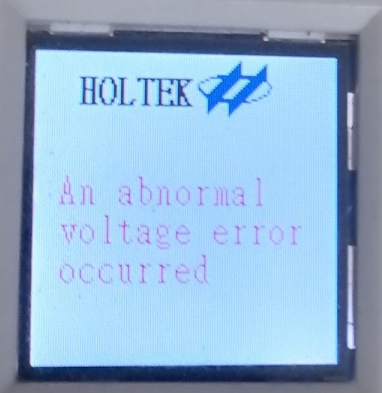 HOLTEK
An abnormal
voltage error
occurred